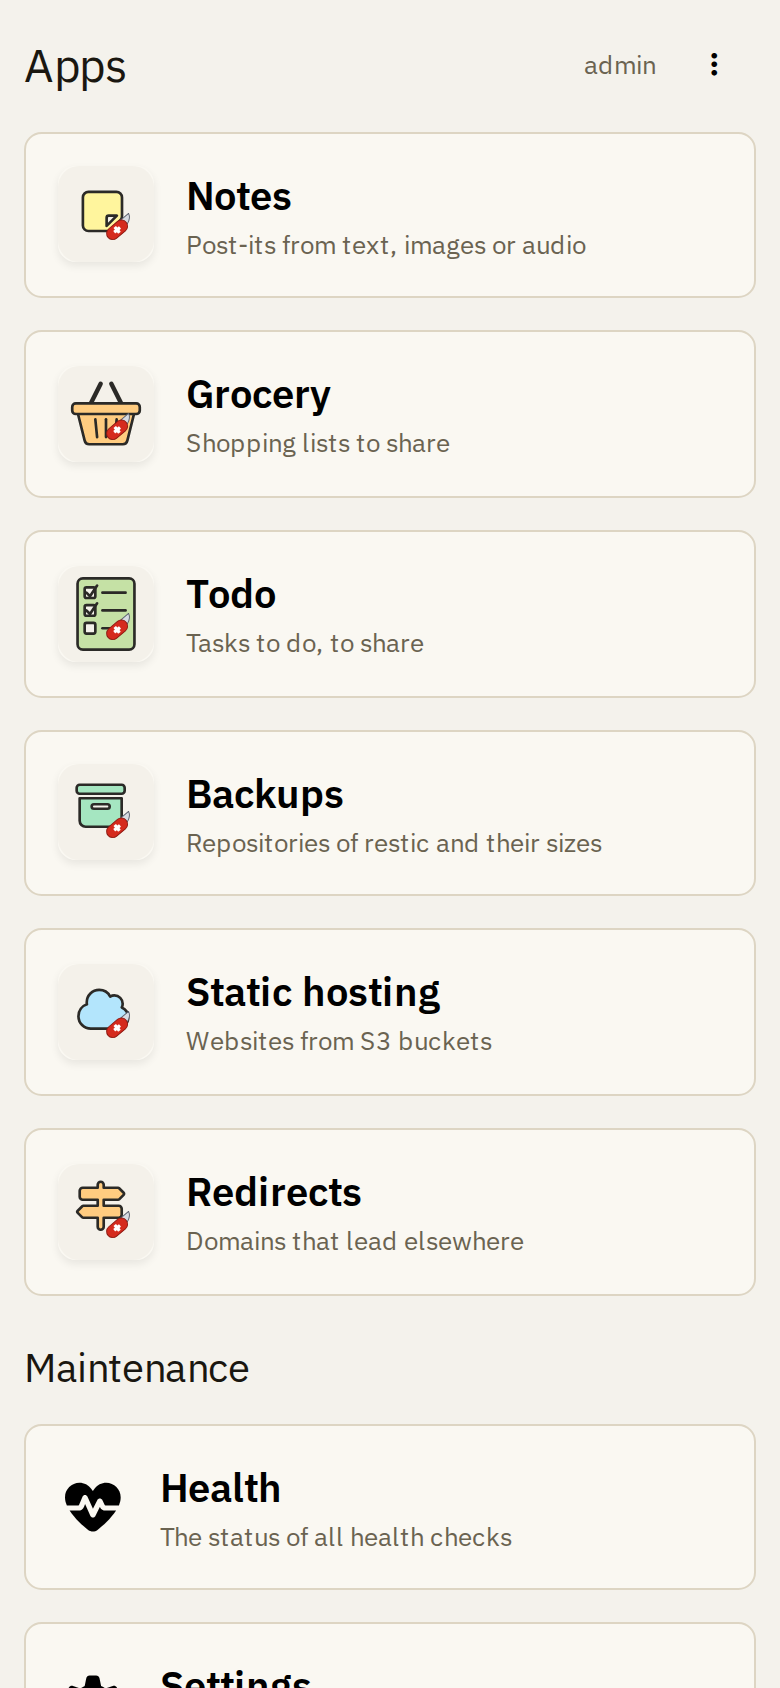 Apps
admin
Notes
Post-its from text, images or audio
Grocery
Shopping lists to share
Todo
Tasks to do, to share
Backups
Repositories of restic and their sizes
Static hosting
Websites from S3 buckets
Redirects
Domains that lead elsewhere
Maintenance
Health
The status of all health checks
Settings